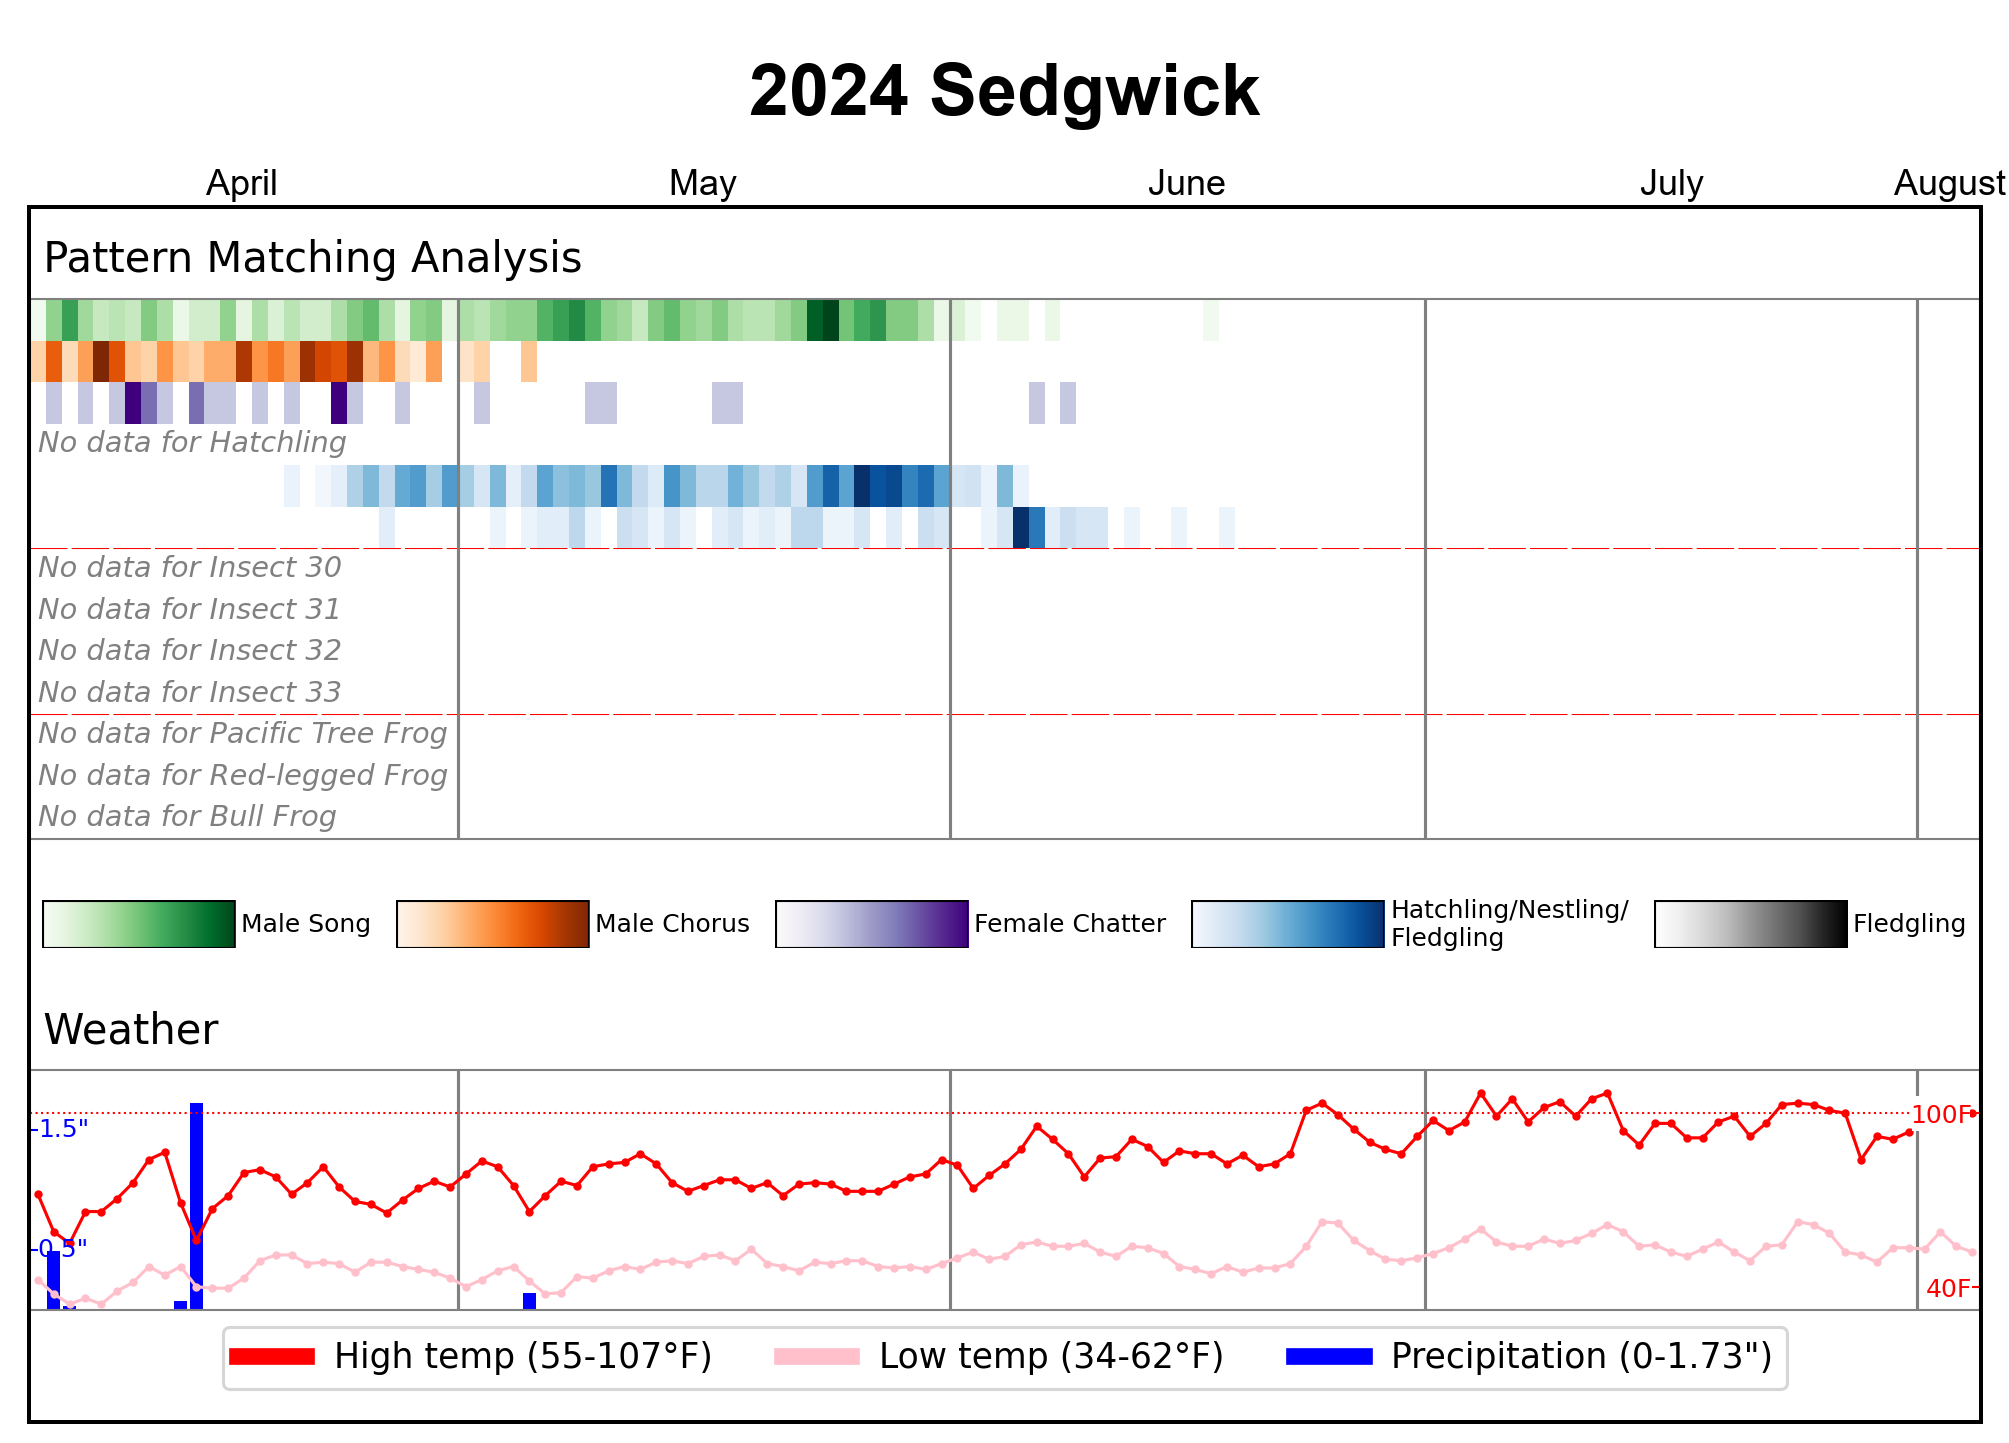 2024 Sedgwick
April May June July August
Pattern Matching Analysis
No data for Hatchling
No data for Insect 30
No data for Insect 31
No data for Insect 32
No data for Insect 33
No data for Pacific Tree Frog
No data for Red-legged Frog
No data for Bull Frog
Male Song Male Chorus Female Chatter Hatchling/Nestling/
Fledgling Fledgling
Weather
100F
1.5"
0.5"
40F
High temp (55-107°F) Low temp (34-62°F) Precipitation (0-1.73")